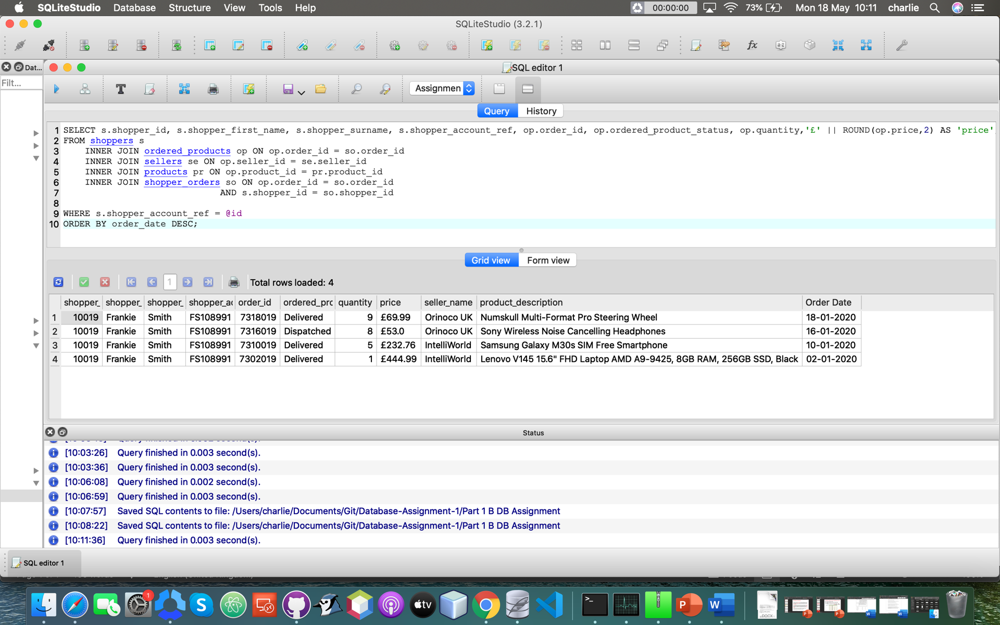 SQLiteStudio Database Structure View Tools Help 00:00:00 73% Mon 18 May 10:11 charlie
SQLiteStudio (3.2.1)
Dat... SQL editor 1
Filt...
Assignmen
Query History
1 SELECT s.shopper_id, s.shopper_first_name, s.shopper_surname, s.shopper_account_ref, op.order_id, op.ordered_product_status, op.quantity,'£' || ROUND(op.price,2) AS 'price'
2 FROM shoppers s
3 INNER JOIN ordered_products op ON op.order_id = so.order_id
4 INNER JOIN sellers se ON op.seller_id = se.seller_id
5 INNER JOIN products pr ON op.product_id = pr.product_id
6 INNER JOIN shopper_orders so ON op.order_id = so.order_id
7 AND s.shopper_id = so.shopper_id
8
9 WHERE s.shopper_account_ref = @id
10 ORDER BY order_date DESC;
Grid view Form view
1 Total rows loaded: 4
shopper_ shopper_ shopper_ shopper_ac order_id ordered_prc quantity price seller_name product_description Order Date
1 10019 Frankie Smith FS108991 7318019 Delivered 9 £69.99 Orinoco UK Numskull Multi-Format Pro Steering Wheel 18-01-2020
2 10019 Frankie Smith FS108991 7316019 Dispatched 8 £53.0 Orinoco UK Sony Wireless Noise Cancelling Headphones 16-01-2020
3 10019 Frankie Smith FS108991 7310019 Delivered 5 £232.76 IntelliWorld Samsung Galaxy M30s SIM Free Smartphone 10-01-2020
4 10019 Frankie Smith FS108991 7302019 Delivered 1 £444.99 IntelliWorld Lenovo V145 15.6" FHD Laptop AMD A9-9425, 8GB RAM, 256GB SSD, Black 02-01-2020
Status
[10:03:26] Query finished in 0.003 second(s).
[10:03:36] Query finished in 0.003 second(s).
[10:06:08] Query finished in 0.002 second(s).
[10:06:59] Query finished in 0.003 second(s).
[10:07:57] Saved SQL contents to file: /Users/charlie/Documents/Git/Database-Assignment-1/Part 1 B DB Assignment
[10:08:22] Saved SQL contents to file: /Users/charlie/Documents/Git/Database-Assignment-1/Part 1 B DB Assignment
[10:11:36] Query finished in 0.003 second(s).
SQL editor 1
1 S tv P W DOCX